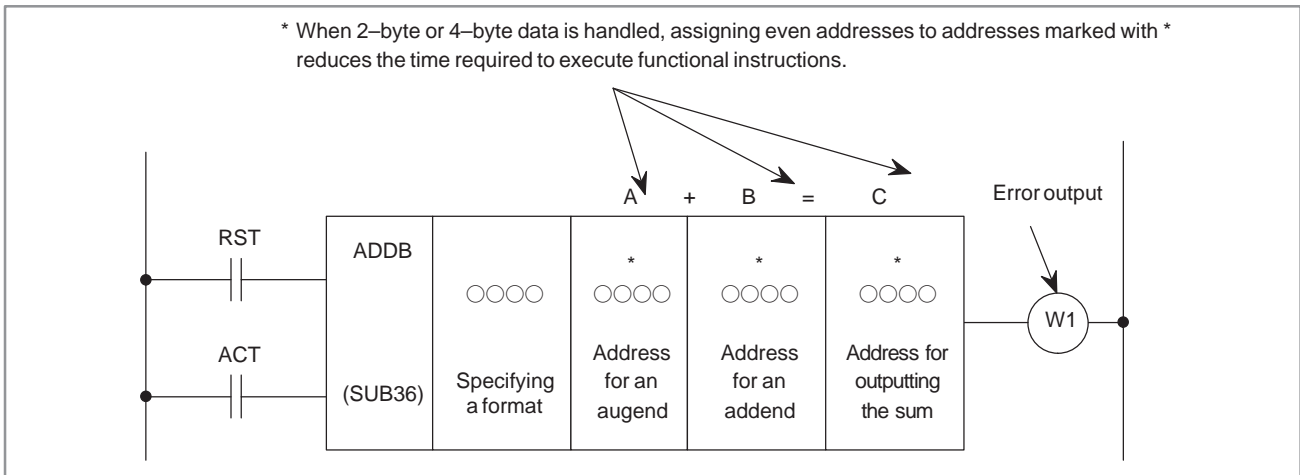 * When 2–byte or 4–byte data is handled, assigning even addresses to addresses marked with *
reduces the time required to execute functional instructions.
A + B = C
Error output
RST
ADDB
* * *
○○○○ ○○○○ ○○○○ ○○○○
W1
ACT
(SUB36)
Specifying
a format
Address
for an
augend
Address
for an
addend
Address for
outputting
the sum